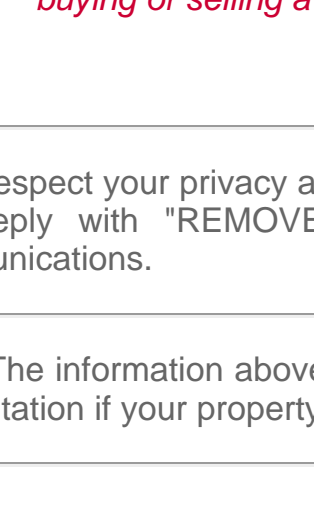 buying or selling a
espect your privacy a
eply with "REMOVE
unications.
The information above
tation if your property